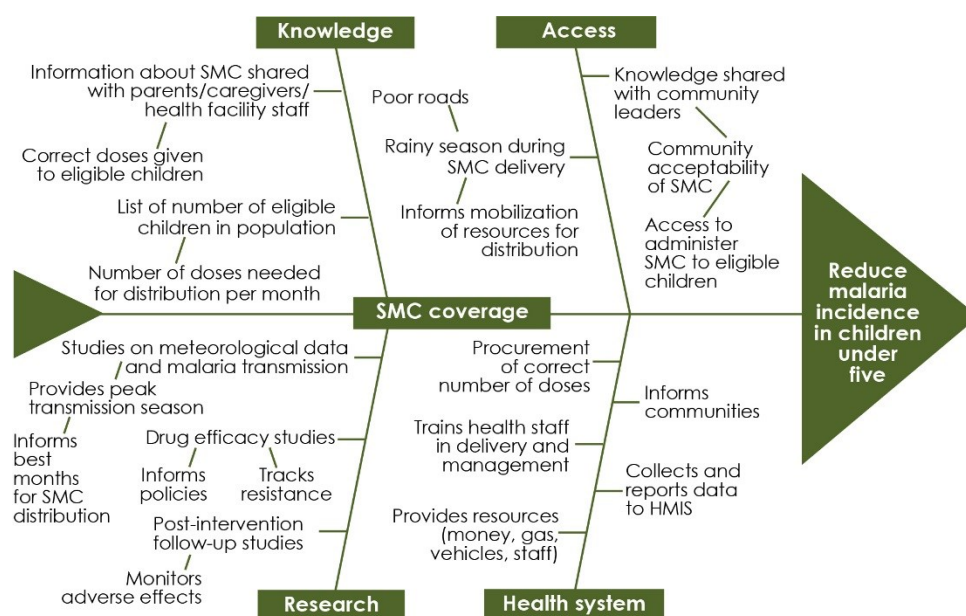 Knowledge
Access
Information about SMC shared
with parents/caregivers/
health facility staff
Correct doses given
to eligible children
List of number of eligible
children in population
Number of doses needed
for distribution per month
Poor roads
Rainy season during
SMC delivery
Informs mobilization
of resources for
distribution
Knowledge shared
with community
leaders
Community
acceptability
of SMC
Access to
administer
SMC to eligible
children
SMC coverage
Reduce
malaria
incidence
in children
under
five
Studies on meteorological data
and malaria transmission
Provides peak
transmission season
Informs
best
months
for SMC
distribution
Drug efficacy studies
Informs
policies
Tracks
resistance
Post-intervention
follow-up studies
Monitors
adverse effects
Procurement
of correct
number of doses
Trains health staff
in delivery and
management
Provides resources
(money, gas,
vehicles, staff)
Informs
communities
Collects and
reports data
to HMIS
Research
Health system